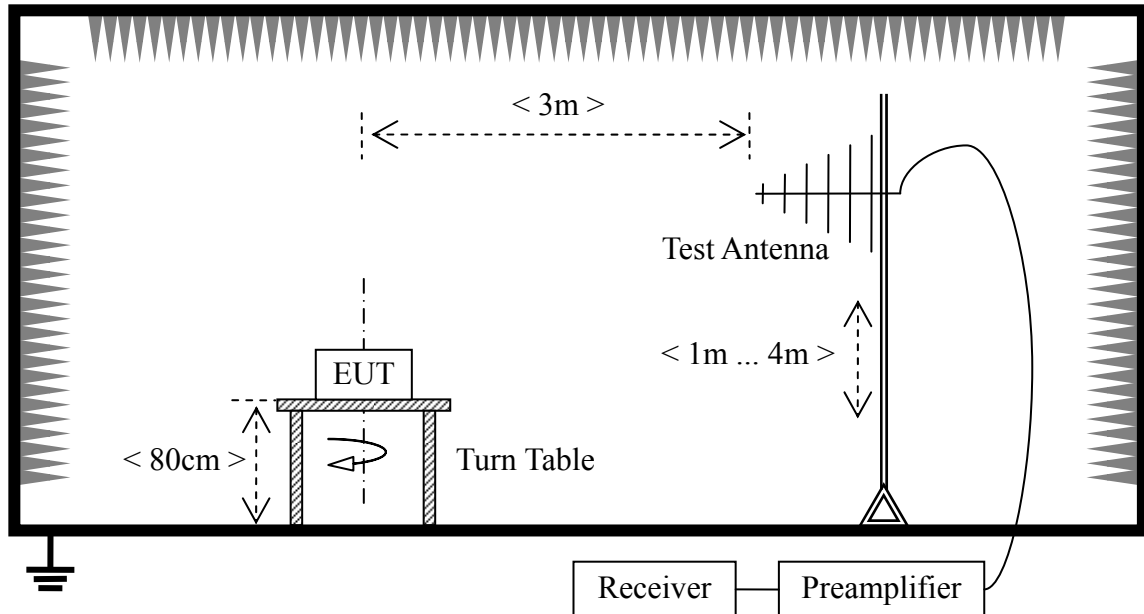 < 3m >
Test Antenna
< 1m ... 4m >
EUT
< 80cm >
Turn Table
Receiver
Preamplifier